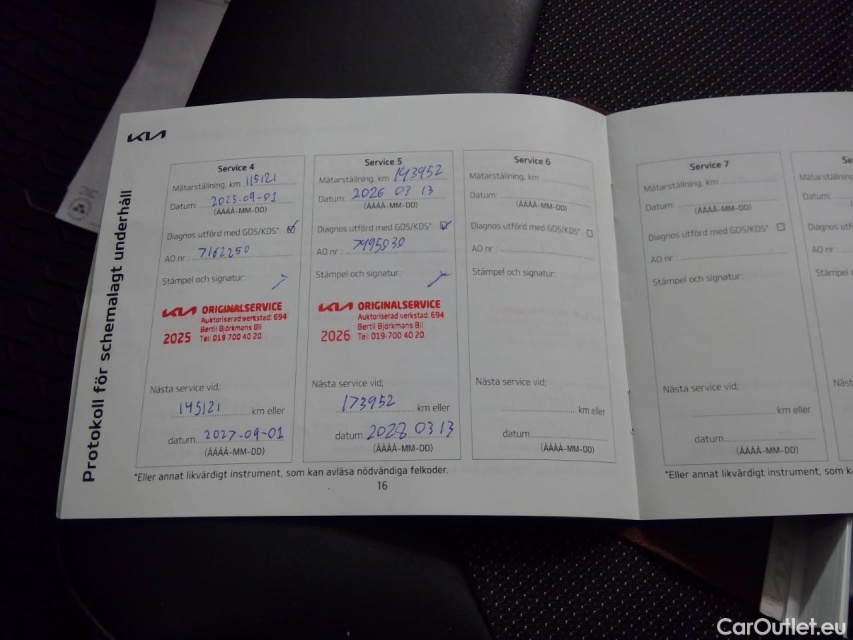 KIA
Protokoll för schemalagt underhåll
Service 4
Mätarställning, km 115121
Datum: 2025-09-01
(ÅÅÅÅ-MM-DD)
Diagnos utförd med GDS/KDS*
AO nr: 7162250
Stämpel och signatur:
KIA ORIGINALSERVICE
Auktoriserad verkstad: 694
Bertil Björkmans Bil
2025 Tel: 019 700 40 20
Nästa service vid;
145121 km eller
datum 2027-09-01
(ÅÅÅÅ-MM-DD)
Service 5
Mätarställning, km 143952
Datum: 2026 03 13
(ÅÅÅÅ-MM-DD)
Diagnos utförd med GDS/KDS*
AO nr:
Stämpel och signatur:
KIA ORIGINALSERVICE
Auktoriserad verkstad: 694
Bertil Björkmans Bil
2026 Tel: 019-700 40 20
Nästa service vid;
173952 km eller
datum 2028 03 13
(ÅÅÅÅ-MM-DD)
Service 6
Mätarställning, km
Datum:
(ÅÅÅÅ-MM-DD)
Diagnos utförd med GDS/KDS*
AO nr:
Stämpel och signatur:
Nästa service vid;
km eller
datum
(ÅÅÅÅ-MM-DD)
*Eller annat likvärdigt instrument, som kan avläsa nödvändiga felkoder.
16
Service 7
Mätarställning, km
Datum:
(ÅÅÅÅ-MM-DD)
Diagnos utförd med GDS/KDS*
AO nr:
Stämpel och signatur:
Nästa service vid;
km eller
datum
(ÅÅÅÅ-MM-DD)
*Eller annat likvärdigt instrument, som
Datum:
AO nr:
datum
CarOutlet.eu